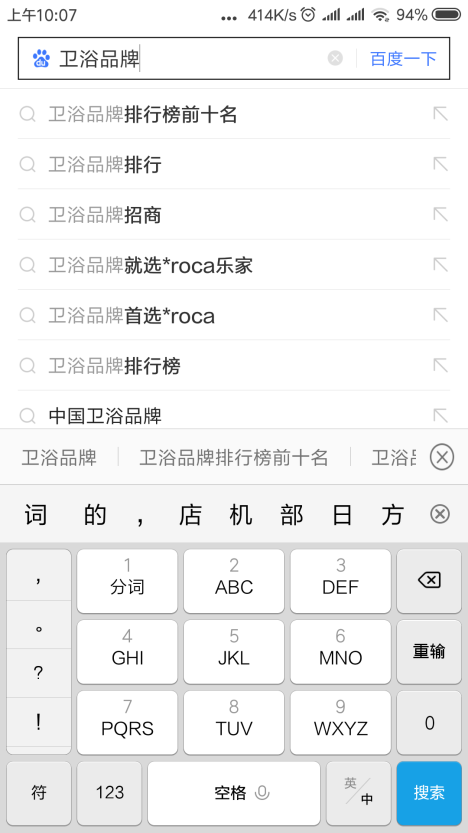 上午10:07 ... 414K/s 94%
卫浴品牌 百度一下
卫浴品牌排行榜前十名
卫浴品牌排行
卫浴品牌招商
卫浴品牌就选*roca乐家
卫浴品牌首选*roca
卫浴品牌排行榜
中国卫浴品牌
卫浴品牌 卫浴品牌排行榜前十名 卫浴
词 的 , 店 机 部 日 方
, 1 2 3
分词 ABC DEF
。 4 5 6
GHI JKL MNO 重输
? 7 8 9
! PQRS TUV WXYZ 0
符 123 空格 英/中 搜索